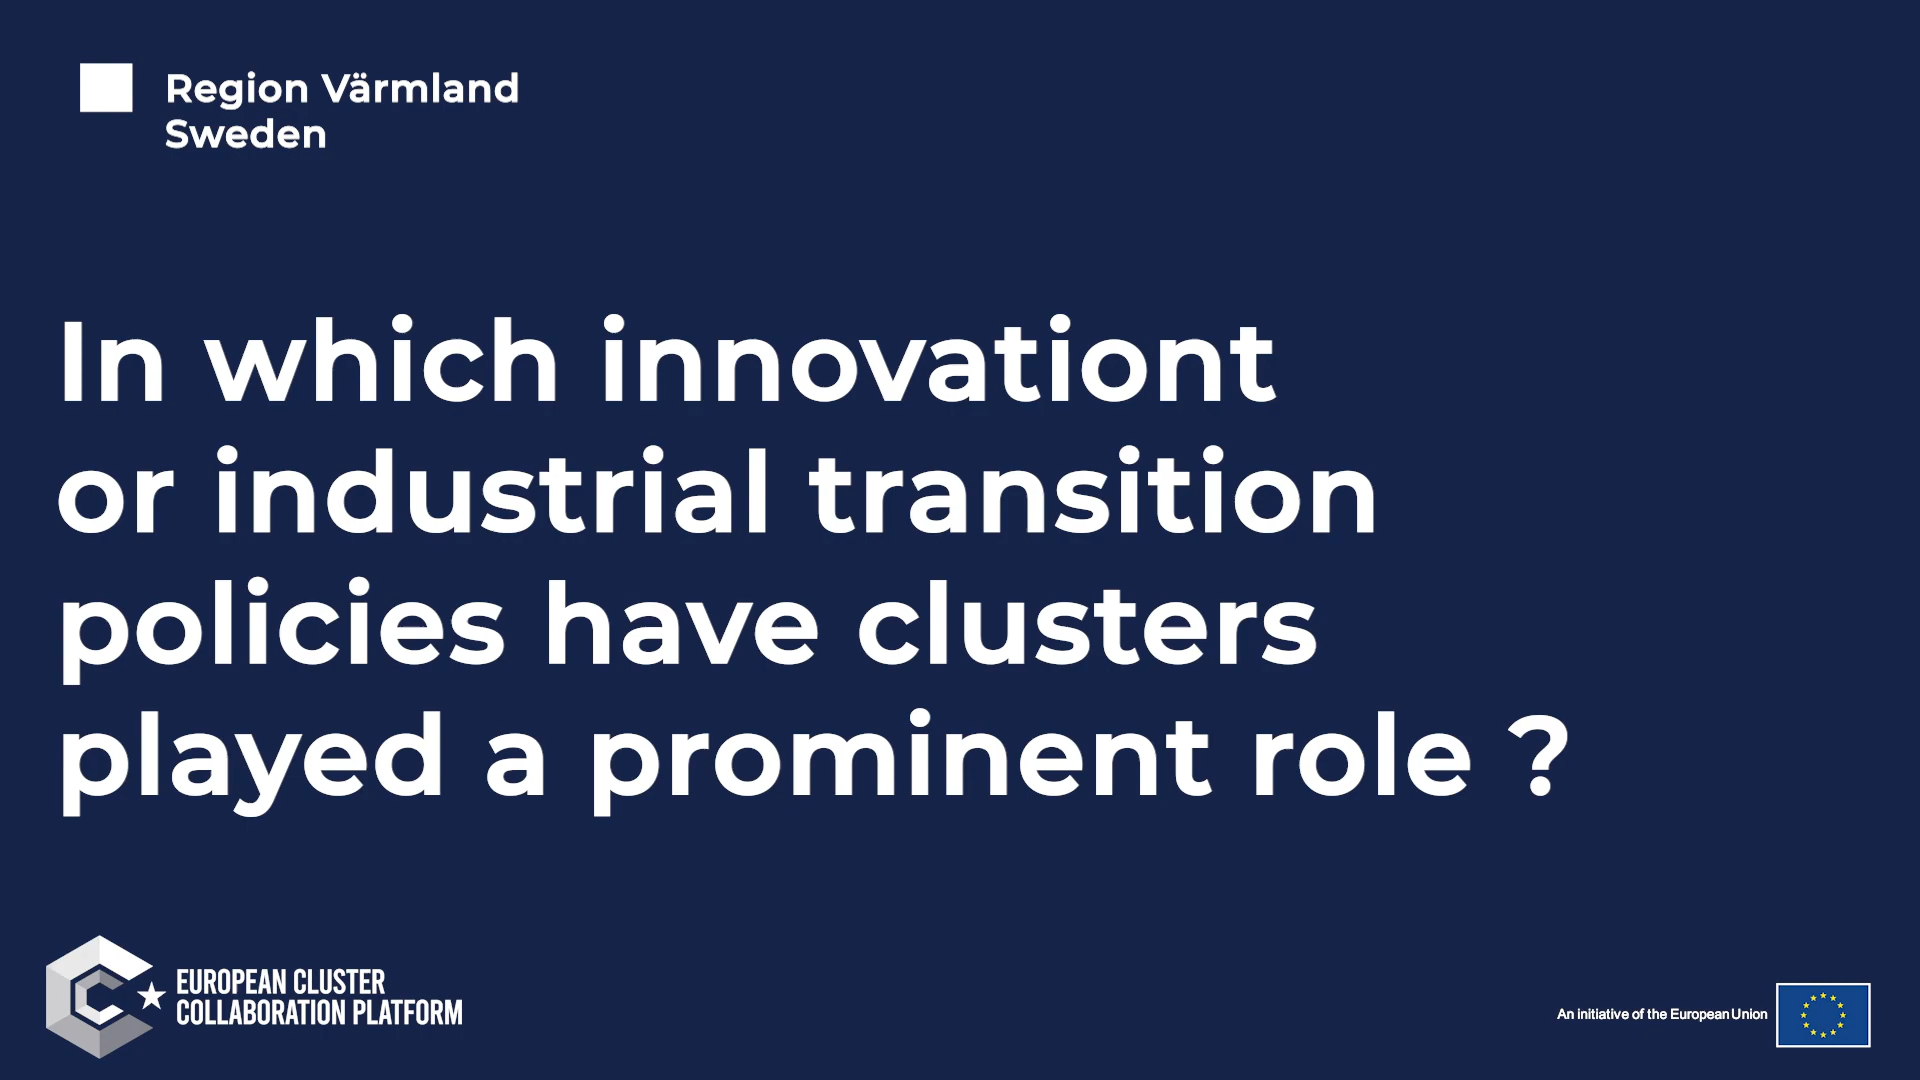 Region Värmland
Sweden
In which innovationt
or industrial transition
policies have clusters
played a prominent role ?
EUROPEAN CLUSTER
COLLABORATION PLATFORM
An initiative of the European Union